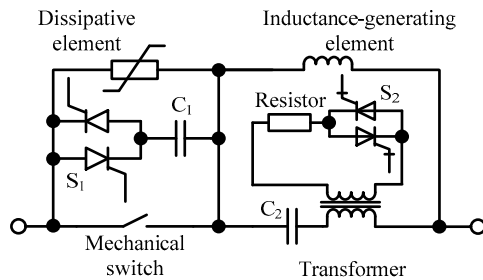 Dissipative
element
Inductance-generating
element
C1
Resistor
S2
S1
C2
Mechanical
switch
Transformer